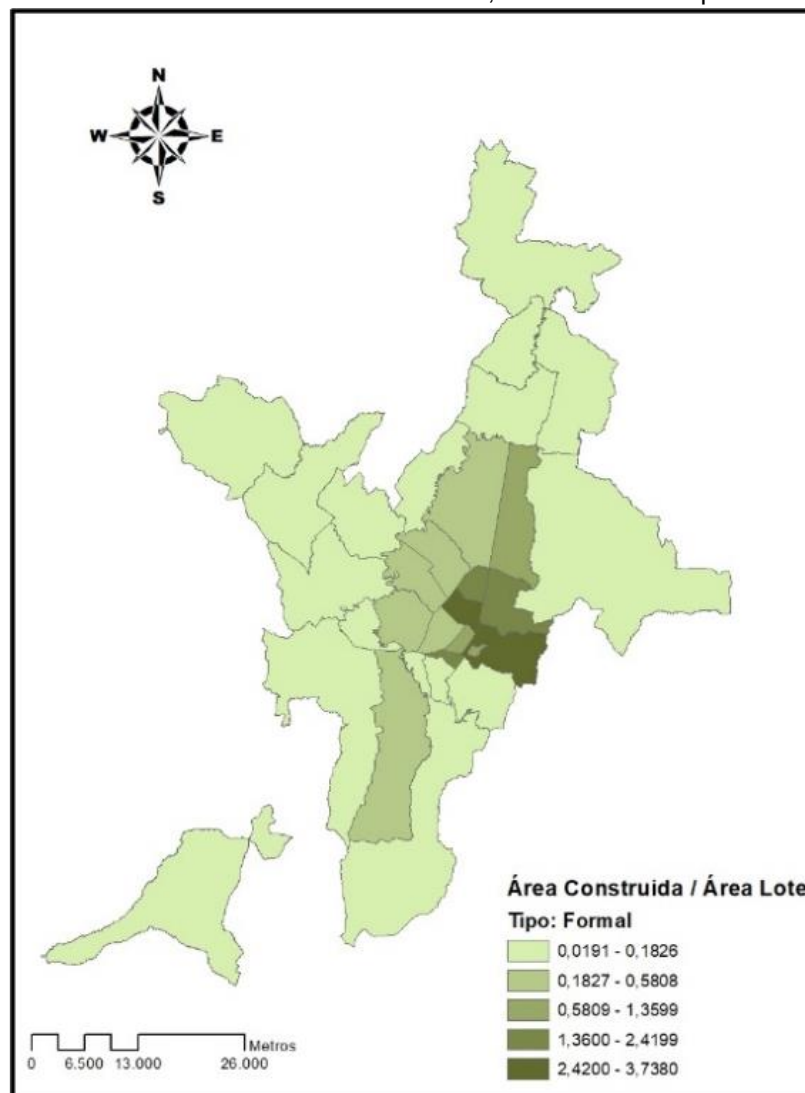 N
W E
S
Área Construida / Área Lote
Tipo: Formal
0,0191 - 0,1826
0,1827 - 0,5808
0,5809 - 1,3599
1,3600 - 2,4199
2,4200 - 3,7380
Metros
0 6.500 13.000 26.000